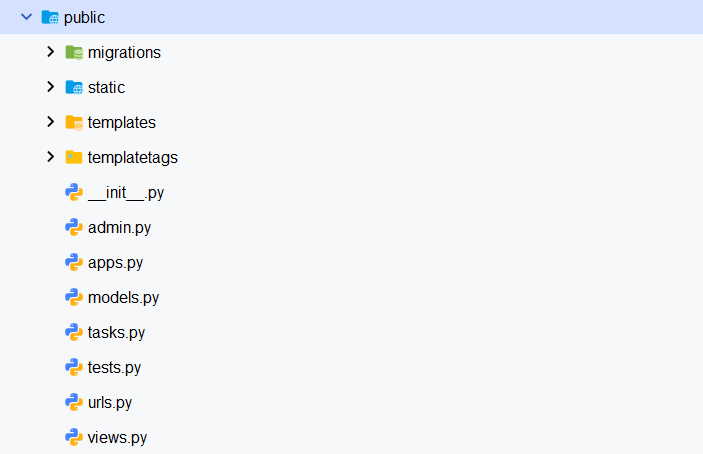 public
migrations
static
templates
templatetags
__init__.py
admin.py
apps.py
models.py
tasks.py
tests.py
urls.py
views.py